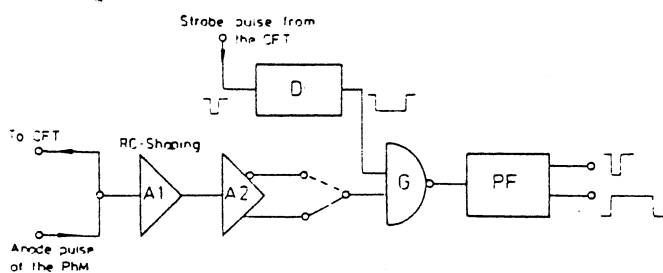 Strobe pulse from
the CFT
D
To CFT
RC-Shaping
A1
A2
G
PF
Anode pulse
of the PhM